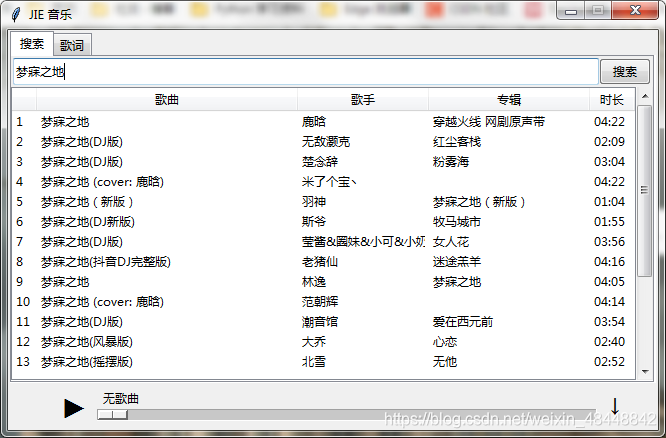 JIE 音乐
搜索 歌词
梦寐之地 搜索
歌曲 歌手 专辑 时长
1 梦寐之地 鹿晗 穿越火线 网剧原声带 04:22
2 梦寐之地(DJ版) 无敌灏克 红尘客栈 02:09
3 梦寐之地(DJ版) 楚念辞 粉雾海 03:04
4 梦寐之地 (cover: 鹿晗) 米了个宝丶 04:22
5 梦寐之地（新版） 羽神 梦寐之地（新版） 01:04
6 梦寐之地(DJ新版) 斯爷 牧马城市 01:55
7 梦寐之地(DJ版) 莹酱&圆妹&小可&小奶 女人花 03:56
8 梦寐之地(抖音DJ完整版) 老猪仙 迷途羔羊 04:16
9 梦寐之地 林逸 梦寐之地 04:05
10 梦寐之地 (cover: 鹿晗) 范朝辉 04:14
11 梦寐之地(DJ版) 潮音馆 爱在西元前 03:54
12 梦寐之地(风暴版) 大乔 心恋 02:40
13 梦寐之地(摇摆版) 北雪 无他 02:52
无歌曲
https://blog.csdn.net/weixin_48448842